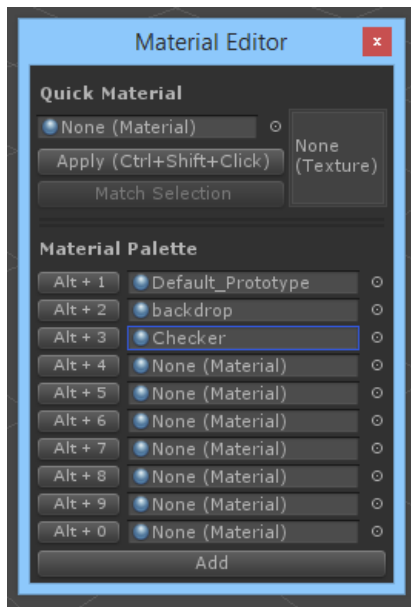 Material Editor
x
Quick Material
None (Material)
None
(Texture)
Apply (Ctrl+Shift+Click)
Match Selection
Material Palette
Alt + 1 Default_Prototype
Alt + 2 backdrop
Alt + 3 Checker
Alt + 4 None (Material)
Alt + 5 None (Material)
Alt + 6 None (Material)
Alt + 7 None (Material)
Alt + 8 None (Material)
Alt + 9 None (Material)
Alt + 0 None (Material)
Add